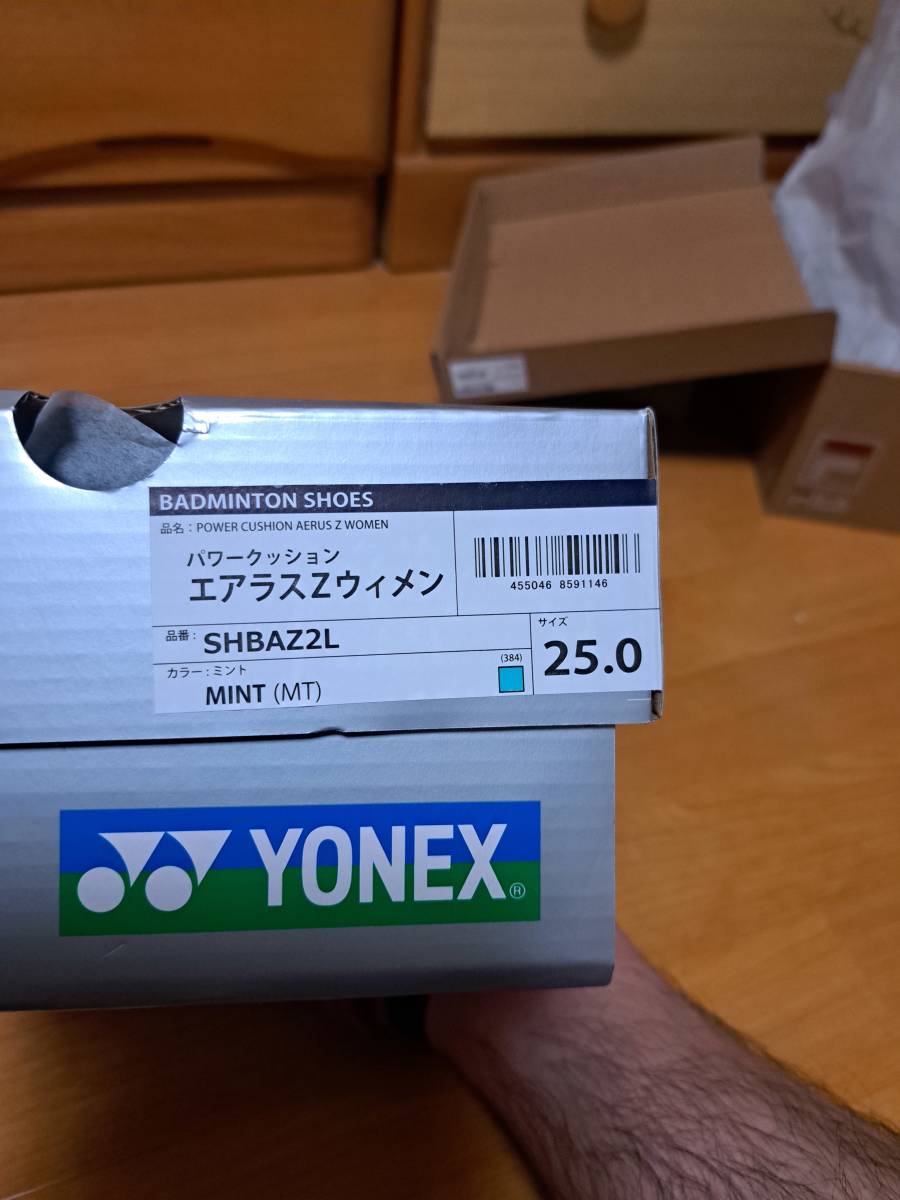 BADMINTON SHOES
品名：POWER CUSHION AERUS Z WOMEN
パワークッション
エアラスZウィメン
455046 8591146
品番：
SHBAZ2L
サイズ
25.0
カラー：ミント
(384)
MINT (MT)
YONEX®